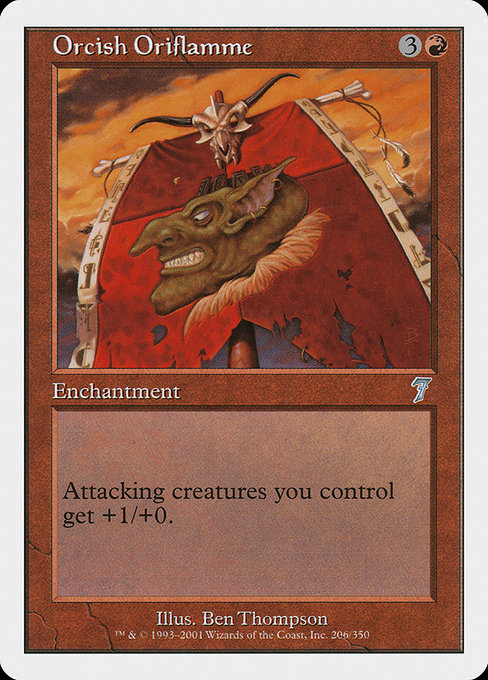 Orcish Oriflamme 3
Enchantment 7
Attacking creatures you control
get +1/+0.
Illus. Ben Thompson
™ & © 1993–2001 Wizards of the Coast, Inc. 206/350